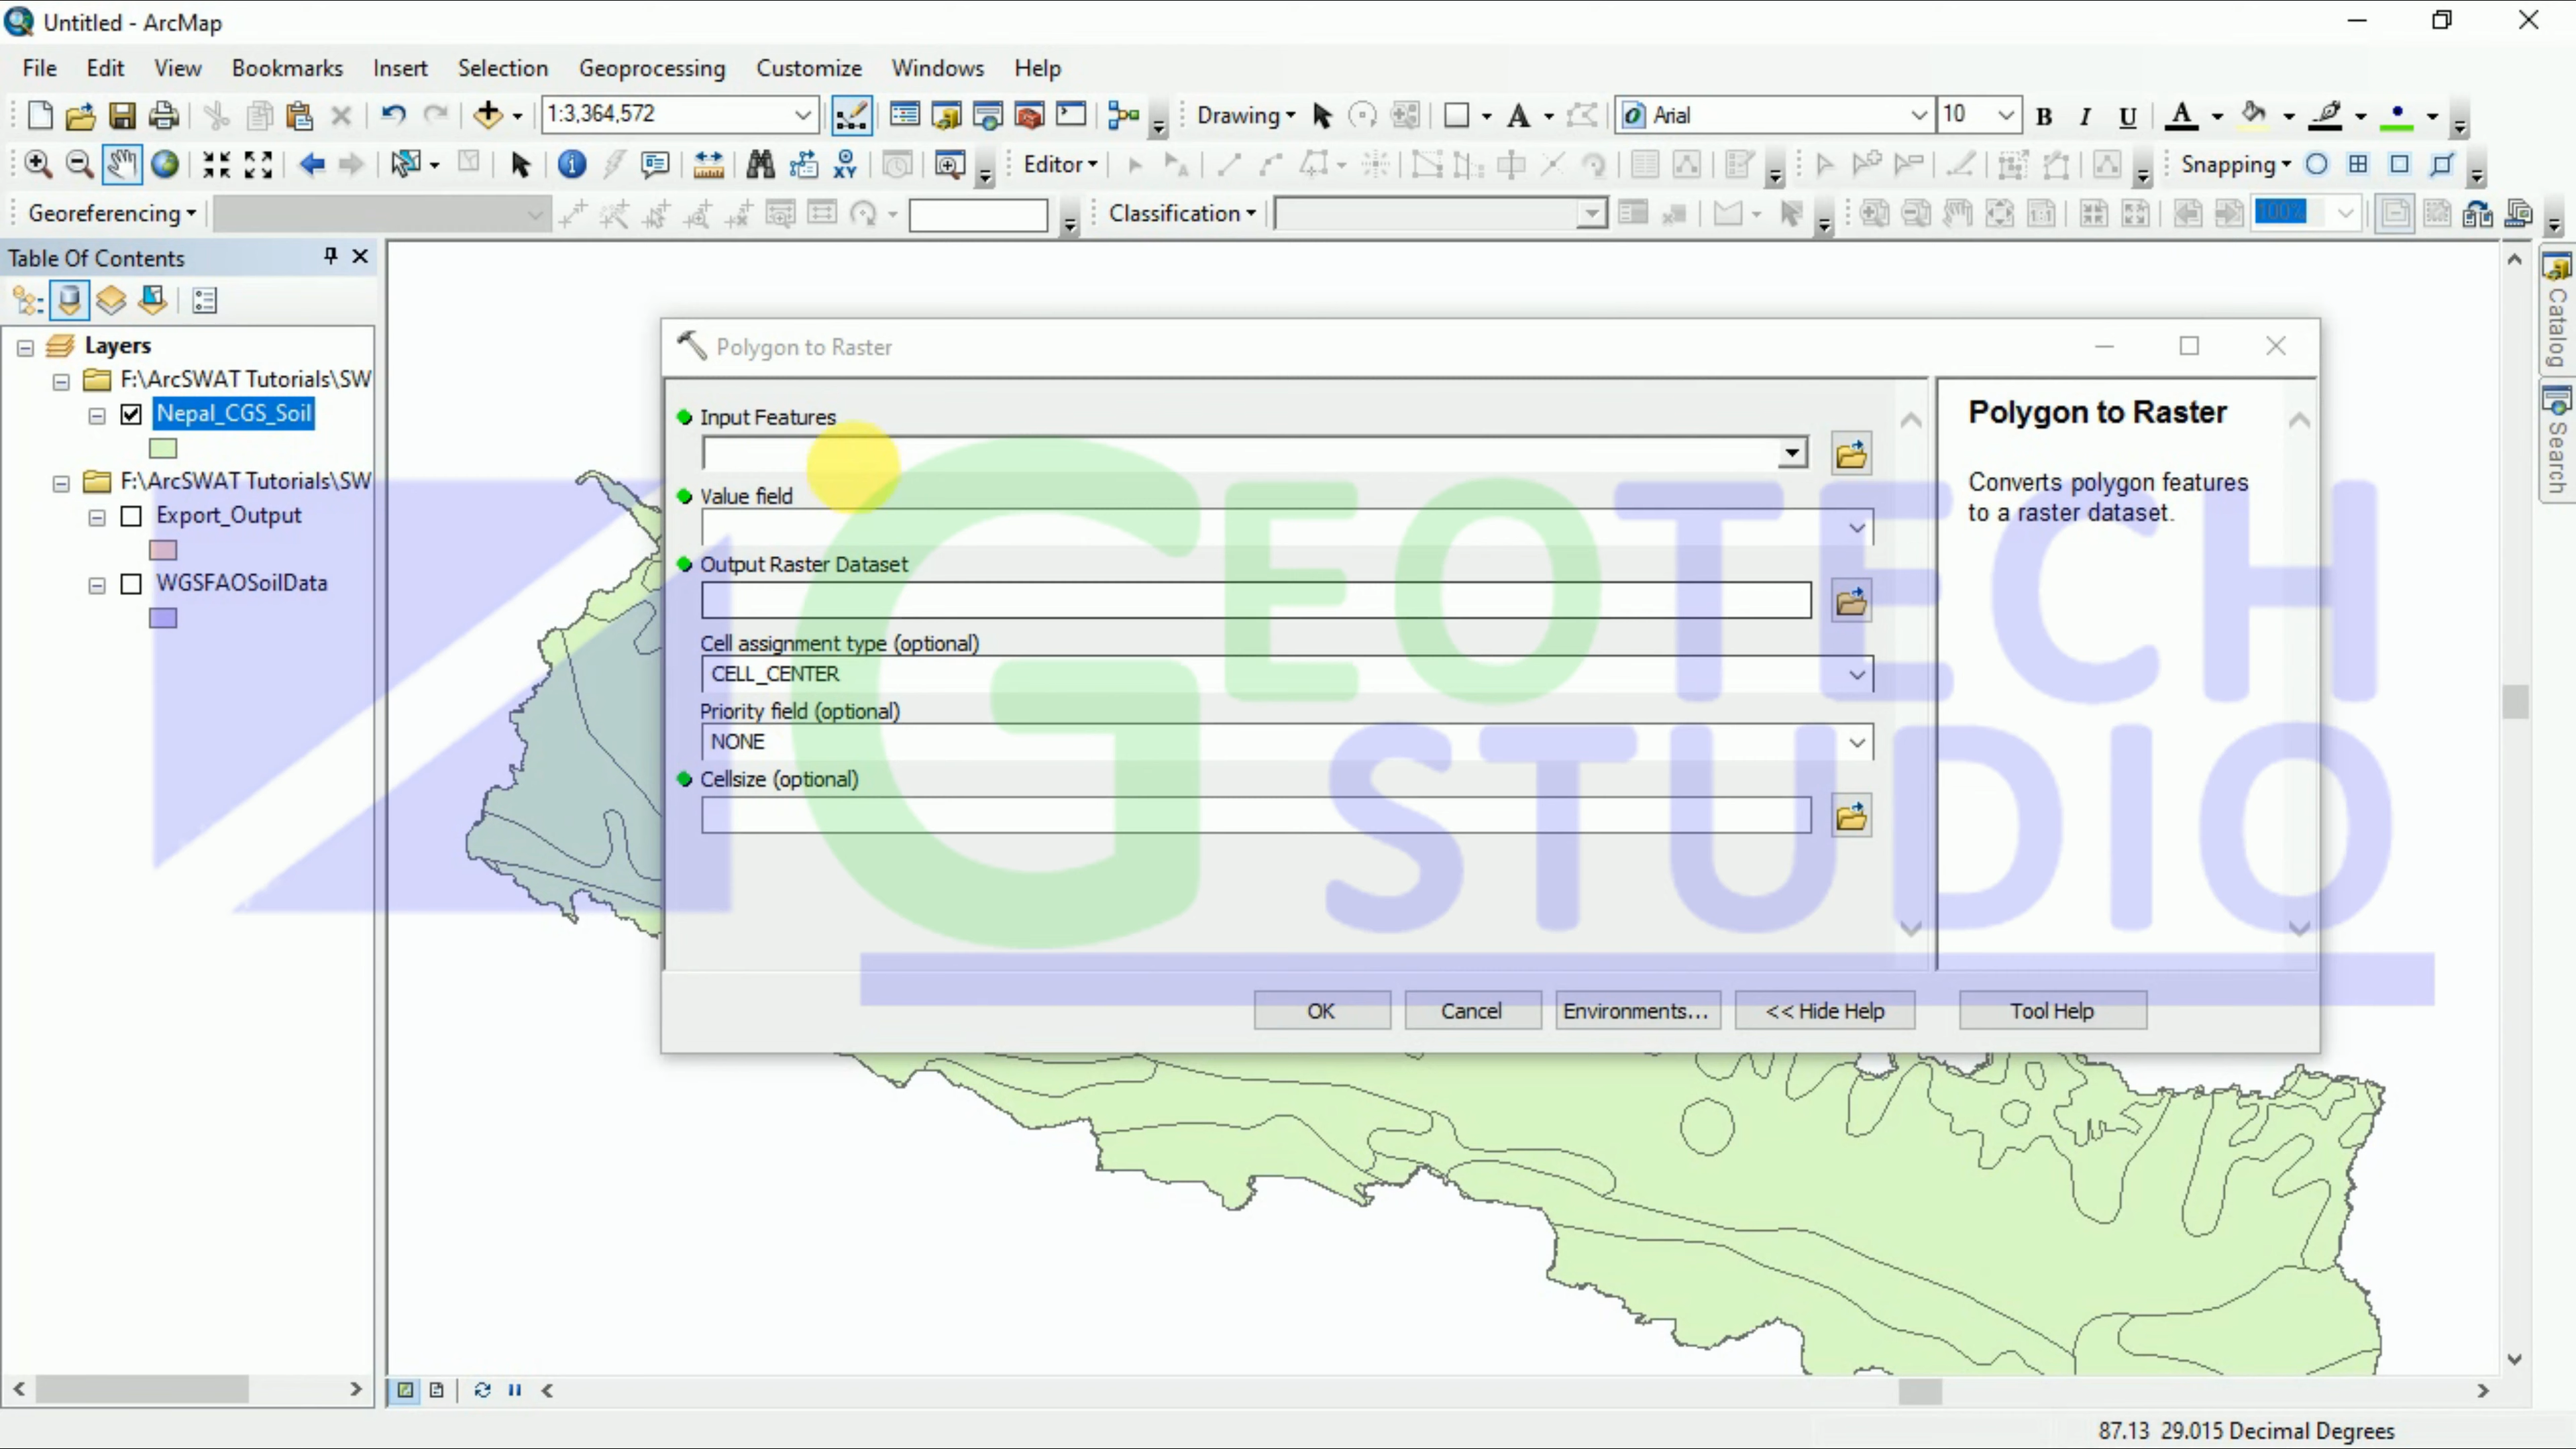 Untitled - ArcMap
File Edit View Bookmarks Insert Selection Geoprocessing Customize Windows Help
1:3,364,572 Drawing Arial 10 B I U A
Editor Snapping
Georeferencing Classification 100%
Table Of Contents
Layers
F:\ArcSWAT Tutorials\SW
Nepal_CGS_Soil
F:\ArcSWAT Tutorials\SW
Export_Output
WGSFAOSoilData
Polygon to Raster
Input Features
Value field
Output Raster Dataset
Cell assignment type (optional)
CELL_CENTER
Priority field (optional)
NONE
Cellsize (optional)
OK Cancel Environments... << Hide Help Tool Help
Polygon to Raster
Converts polygon features
to a raster dataset.
GEOTECH
STUDIO
Catalog
Search
87.13 29.015 Decimal Degrees